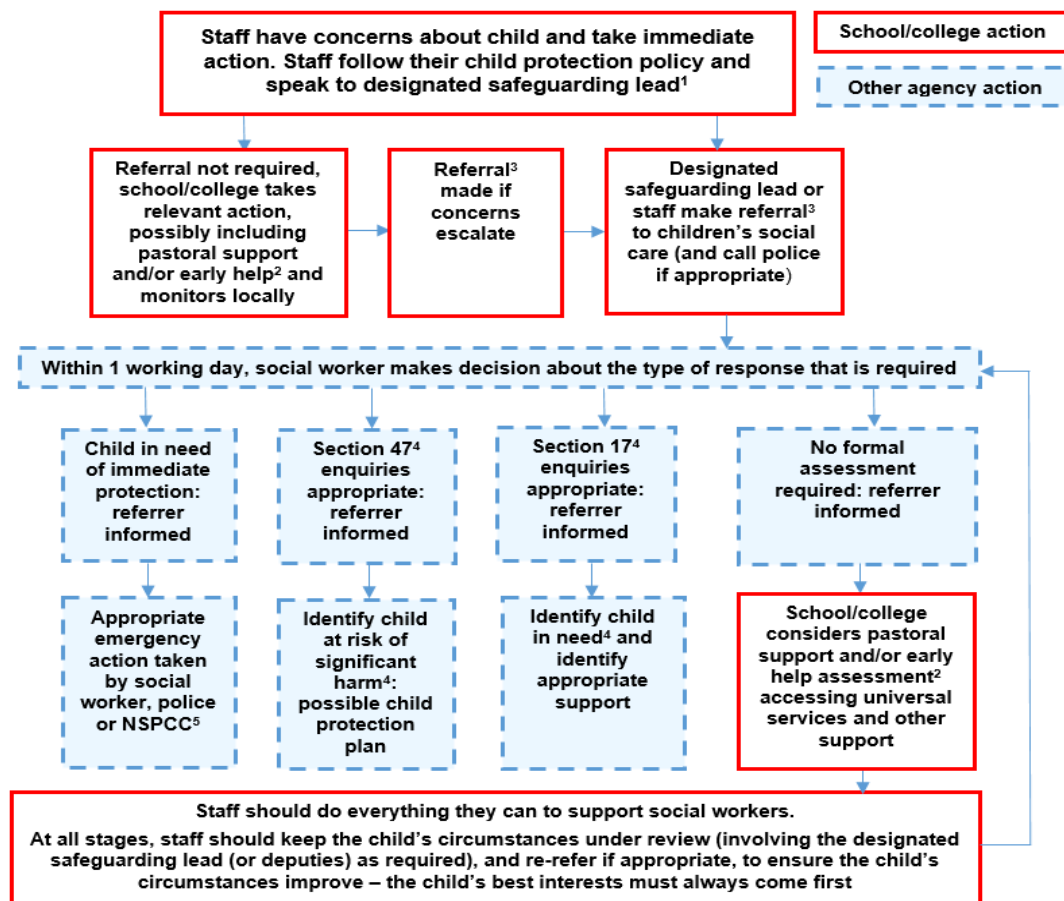 Staff have concerns about child and take immediate
action. Staff follow their child protection policy and
speak to designated safeguarding lead¹
School/college action
Other agency action
Referral not required,
school/college takes
relevant action,
possibly including
pastoral support
and/or early help² and
monitors locally
Referral³
made if
concerns
escalate
Designated
safeguarding lead or
staff make referral³
to children’s social
care (and call police
if appropriate)
Within 1 working day, social worker makes decision about the type of response that is required
Child in need
of immediate
protection:
referrer
informed
Section 47⁴
enquiries
appropriate:
referrer
informed
Section 17⁴
enquiries
appropriate:
referrer
informed
No formal
assessment
required: referrer
informed
Appropriate
emergency
action taken
by social
worker, police
or NSPCC⁵
Identify child
at risk of
significant
harm⁴:
possible child
protection
plan
Identify child
in need⁴ and
identify
appropriate
support
School/college
considers pastoral
support and/or early
help assessment²
accessing universal
services and other
support
Staff should do everything they can to support social workers.
At all stages, staff should keep the child’s circumstances under review (involving the designated
safeguarding lead (or deputies) as required), and re-refer if appropriate, to ensure the child’s
circumstances improve – the child’s best interests must always come first